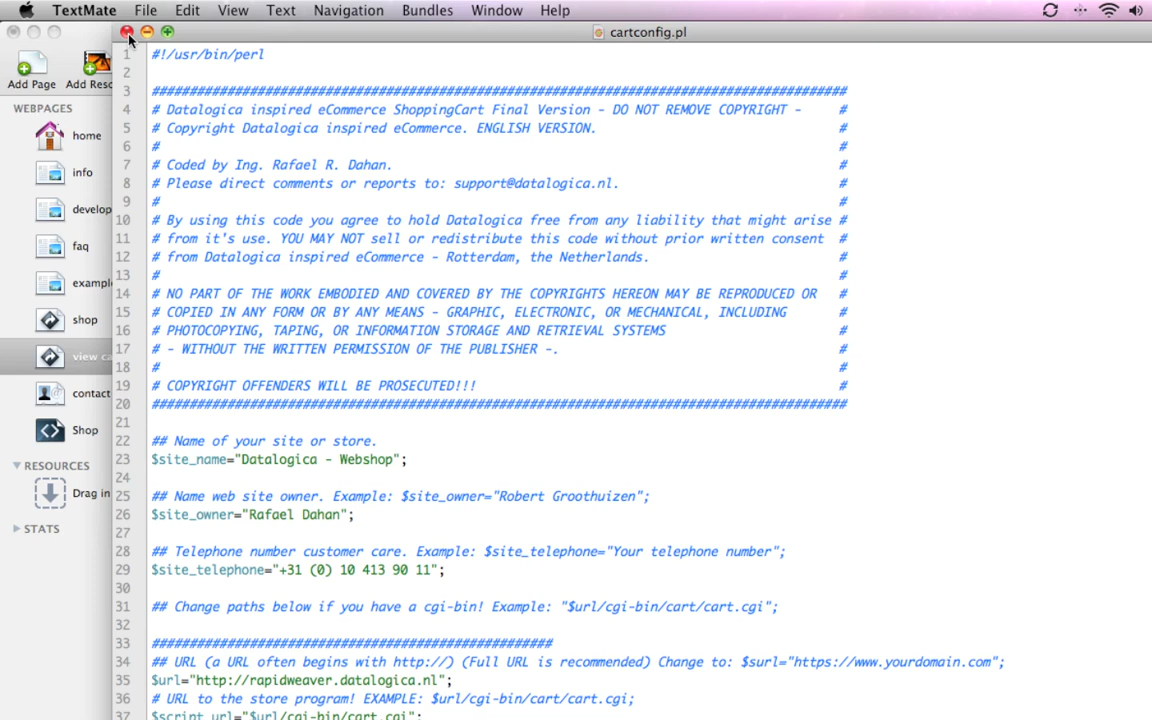 TextMate File Edit View Text Navigation Bundles Window Help
cartconfig.pl
Add Page Add Reso
WEBPAGES
home
info
develop
faq
example
shop
view ca
contact
Shop
RESOURCES
Drag in
STATS
1 #!/usr/bin/perl
2
3 #############################################################################################
4 # Datalogica inspired eCommerce ShoppingCart Final Version - DO NOT REMOVE COPYRIGHT - #
5 # Copyright Datalogica inspired eCommerce. ENGLISH VERSION. #
6 # #
7 # Coded by Ing. Rafael R. Dahan. #
8 # Please direct comments or reports to: support@datalogica.nl. #
9 # #
10 # By using this code you agree to hold Datalogica free from any liability that might arise #
11 # from it's use. YOU MAY NOT sell or redistribute this code without prior written consent #
12 # from Datalogica inspired eCommerce - Rotterdam, the Netherlands. #
13 # #
14 # NO PART OF THE WORK EMBODIED AND COVERED BY THE COPYRIGHTS HEREON MAY BE REPRODUCED OR #
15 # COPIED IN ANY FORM OR BY ANY MEANS - GRAPHIC, ELECTRONIC, OR MECHANICAL, INCLUDING #
16 # PHOTOCOPYING, TAPING, OR INFORMATION STORAGE AND RETRIEVAL SYSTEMS #
17 # - WITHOUT THE WRITTEN PERMISSION OF THE PUBLISHER -. #
18 # #
19 # COPYRIGHT OFFENDERS WILL BE PROSECUTED!!! #
20 #############################################################################################
21
22 ## Name of your site or store.
23 $site_name="Datalogica - Webshop";
24
25 ## Name web site owner. Example: $site_owner="Robert Groothuizen";
26 $site_owner="Rafael Dahan";
27
28 ## Telephone number customer care. Example: $site_telephone="Your telephone number";
29 $site_telephone="+31 (0) 10 413 90 11";
30
31 ## Change paths below if you have a cgi-bin! Example: "$url/cgi-bin/cart/cart.cgi";
32
33 ######################################################
34 ## URL (a URL often begins with http://) (Full URL is recommended) Change to: $surl="https://www.yourdomain.com";
35 $url="http://rapidweaver.datalogica.nl";
36 # URL to the store program! EXAMPLE: $url/cgi-bin/cart/cart.cgi;
37 $script_url="$url/cgi-bin/cart.cgi";